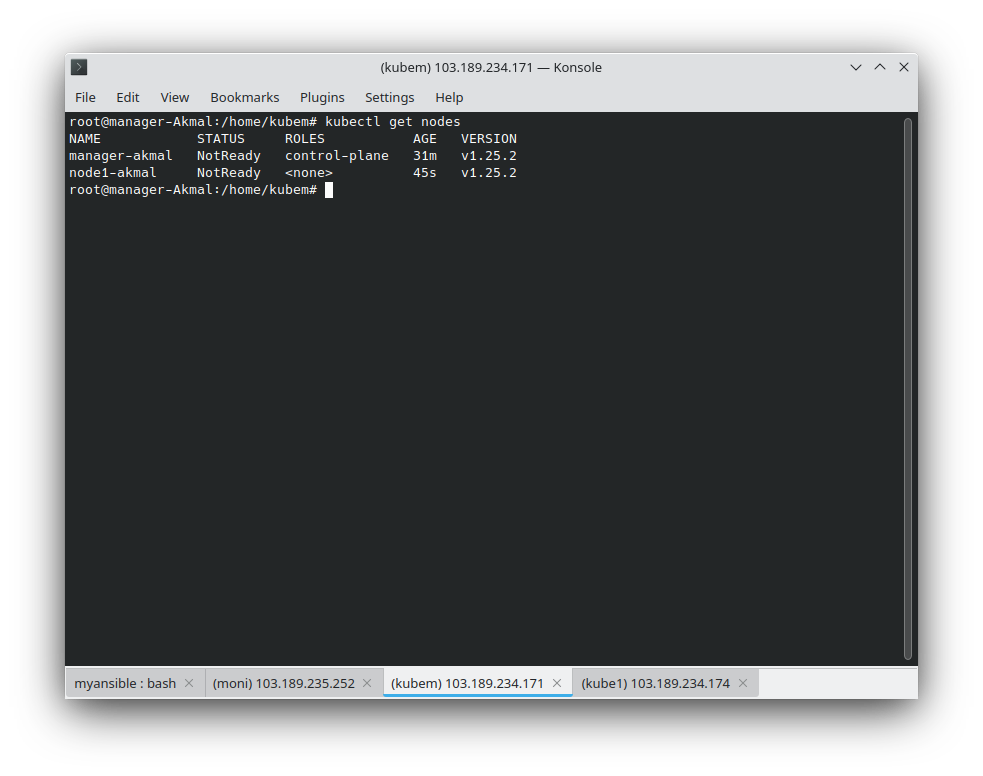 (kubem) 103.189.234.171 — Konsole
File Edit View Bookmarks Plugins Settings Help
root@manager-Akmal:/home/kubem# kubectl get nodes
NAME STATUS ROLES AGE VERSION
manager-akmal NotReady control-plane 31m v1.25.2
node1-akmal NotReady <none> 45s v1.25.2
root@manager-Akmal:/home/kubem#
myansible : bash (moni) 103.189.235.252 (kubem) 103.189.234.171 (kube1) 103.189.234.174